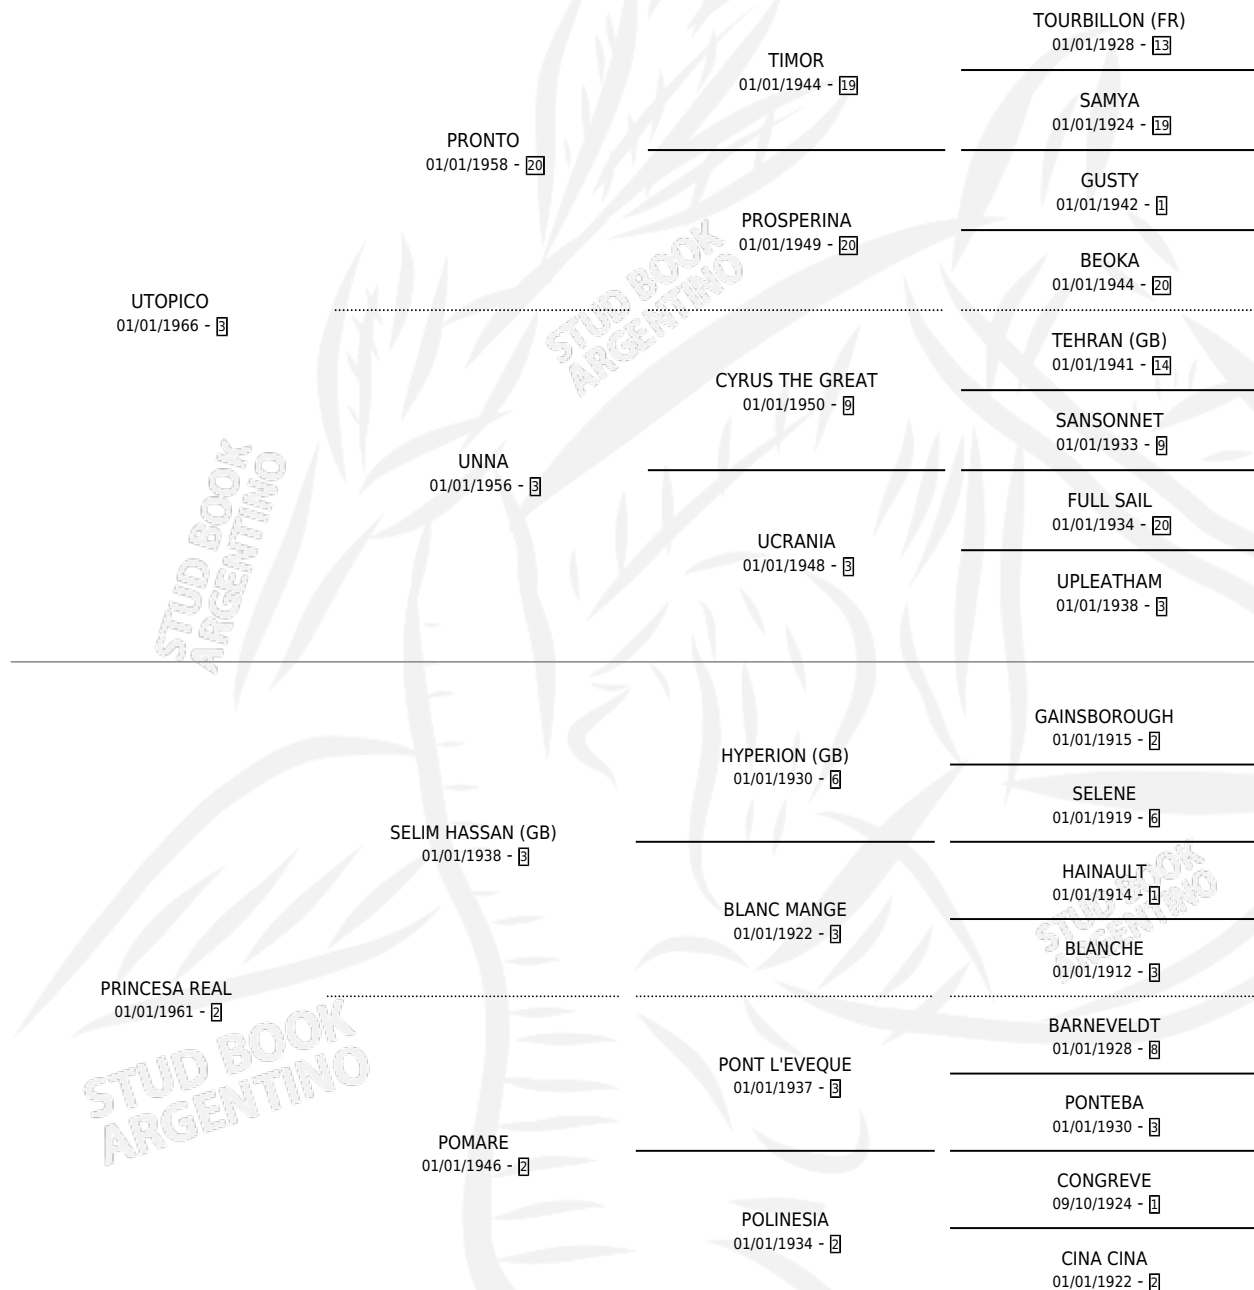 TOURBILLON (FR)
01/01/1928 - 13
TIMOR
01/01/1944 - 19
SAMYA
01/01/1924 - 19
PRONTO
01/01/1958 - 20
GUSTY
01/01/1942 - 1
PROSPERINA
01/01/1949 - 20
BEOKA
01/01/1944 - 20
UTOPICO
01/01/1966 - 3
STUD BOOK
ARGENTINO
TEHRAN (GB)
01/01/1941 - 14
CYRUS THE GREAT
01/01/1950 - 9
SANSONNET
01/01/1933 - 9
UNNA
01/01/1956 - 3
FULL SAIL
01/01/1934 - 20
UCRANIA
01/01/1948 - 3
UPLEATHAM
01/01/1938 - 3
STUD BOOK
ARGENTINO
GAINSBOROUGH
01/01/1915 - 2
HYPERION (GB)
01/01/1930 - 6
SELENE
01/01/1919 - 6
SELIM HASSAN (GB)
01/01/1938 - 3
HAINAULT
01/01/1914 - 1
BLANC MANGE
01/01/1922 - 3
BLANCHE
01/01/1912 - 3
STUD BOOK
ARGENTINO
PRINCESA REAL
01/01/1961 - 2
BARNEVELDT
01/01/1928 - 8
PONT L'EVEQUE
01/01/1937 - 3
PONTEBA
01/01/1930 - 3
STUD BOOK
ARGENTINO
POMARE
01/01/1946 - 2
CONGREVE
09/10/1924 - 1
POLINESIA
01/01/1934 - 2
CINA CINA
01/01/1922 - 2